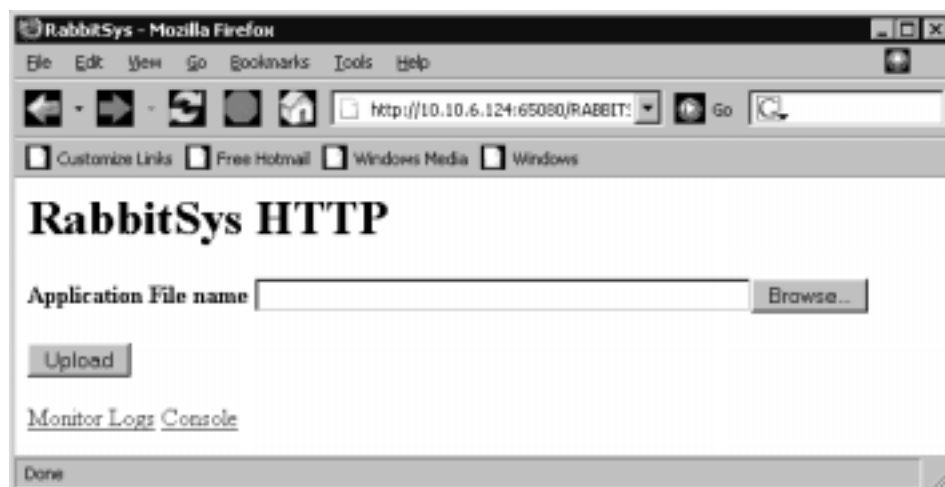 RabbitSys - Mozilla Firefox
File Edit View Go Bookmarks Tools Help
http://10.10.6.124:65080/RABBITS Go G
Customize Links Free Hotmail Windows Media Windows
RabbitSys HTTP
Application File name Browse...
Upload
Monitor Logs Console
Done